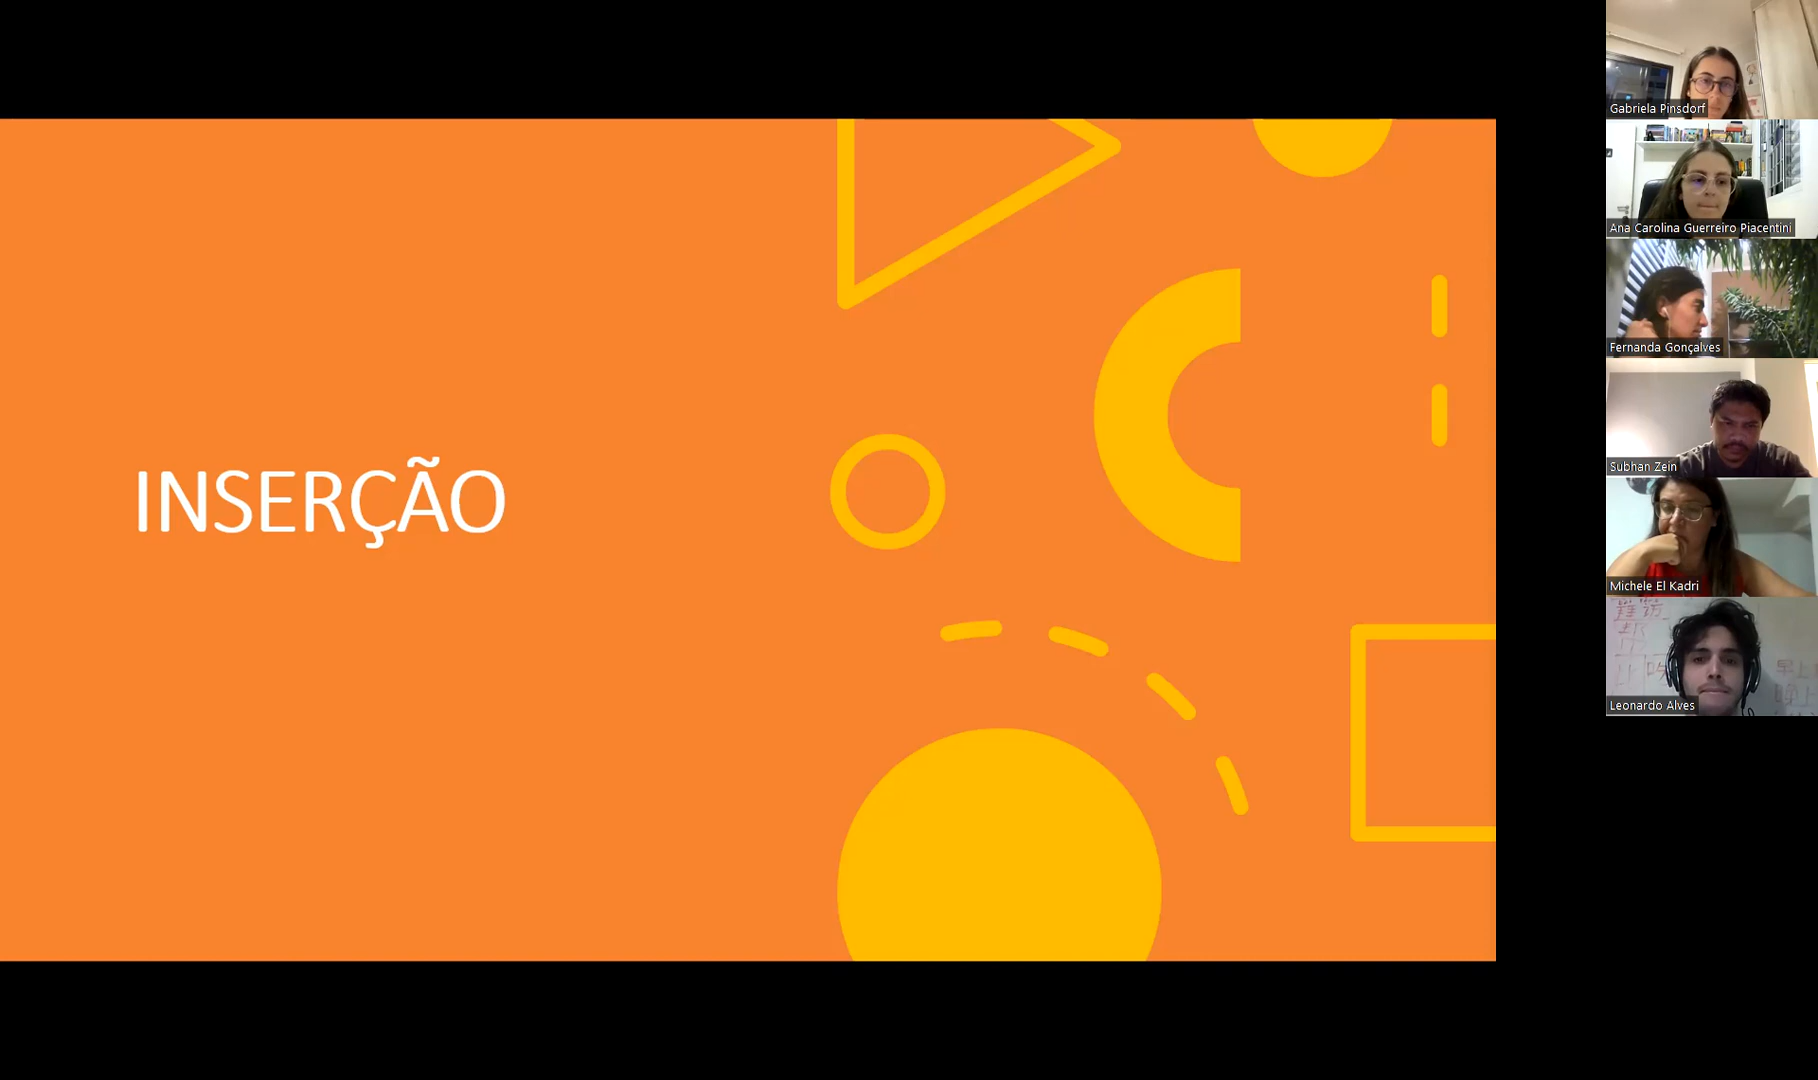 INSERÇÃO
Gabriela Pinsdorf
Ana Carolina Guerreiro Piacentini
Fernanda Gonçalves
Subhan Zein
Michele El Kadri
Leonardo Alves